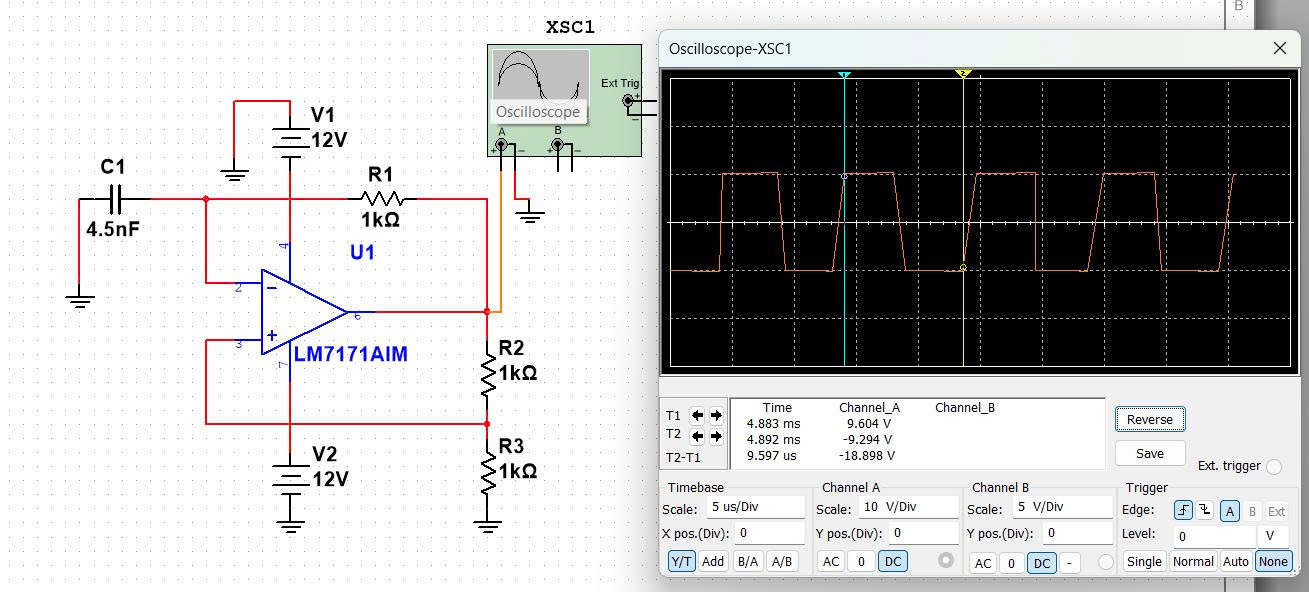 B
XSC1
Ext Trig
+
−
Oscilloscope
A
B
+ − + −
V1
12V
C1
4.5nF
R1
1kΩ
U1
4
2
−
6
3
+
7
LM7171AIM
R2
1kΩ
R3
1kΩ
V2
12V
Oscilloscope-XSC1
1
2
Time Channel_A Channel_B
T1 4.883 ms 9.604 V
T2 4.892 ms -9.294 V
T2-T1 9.597 us -18.898 V
Reverse
Save
Ext. trigger
Timebase
Scale: 5 us/Div
X pos.(Div): 0
Y/T Add B/A A/B
Channel A
Scale: 10 V/Div
Y pos.(Div): 0
AC 0 DC
Channel B
Scale: 5 V/Div
Y pos.(Div): 0
AC 0 DC -
Trigger
Edge: A B Ext
Level: 0 V
Single Normal Auto None